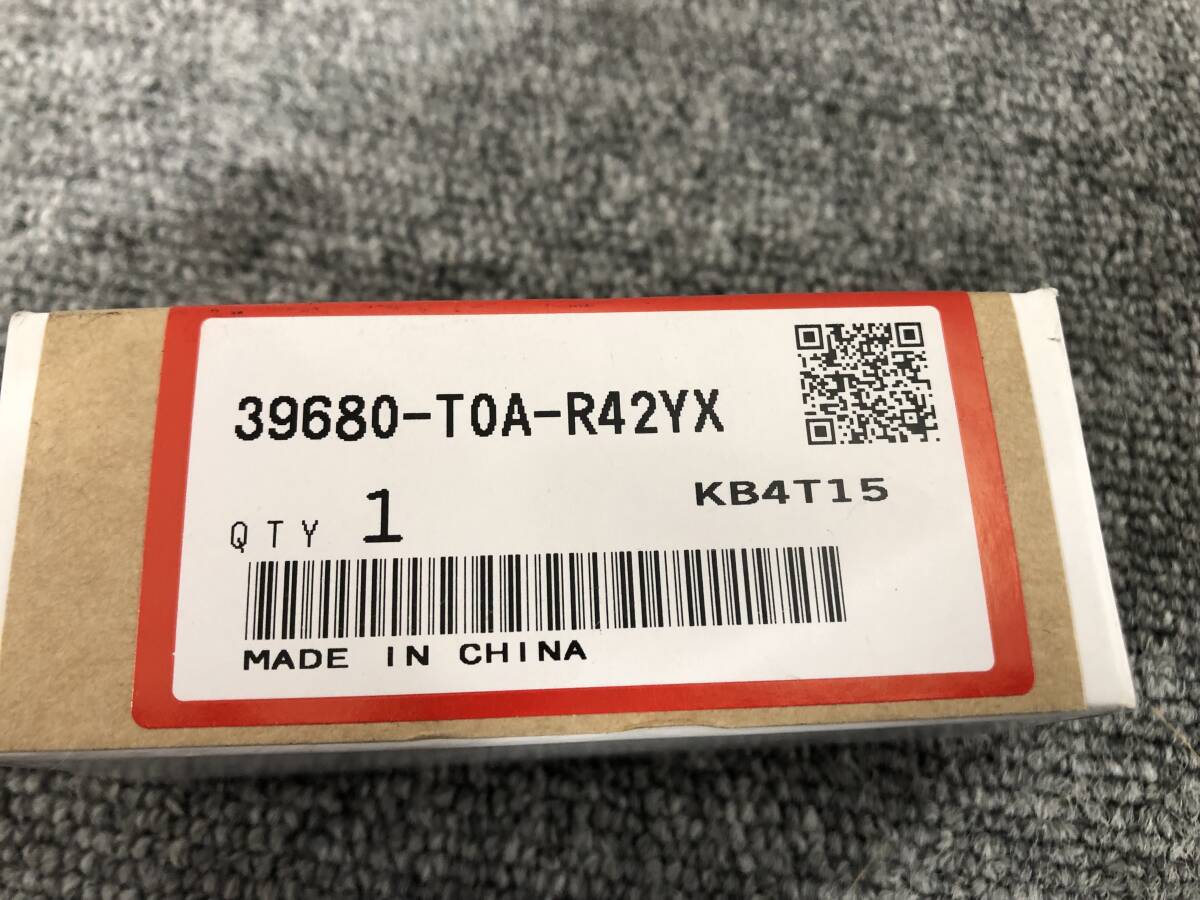 39680-T0A-R42YX
KB4T15
QTY 1
MADE IN CHINA